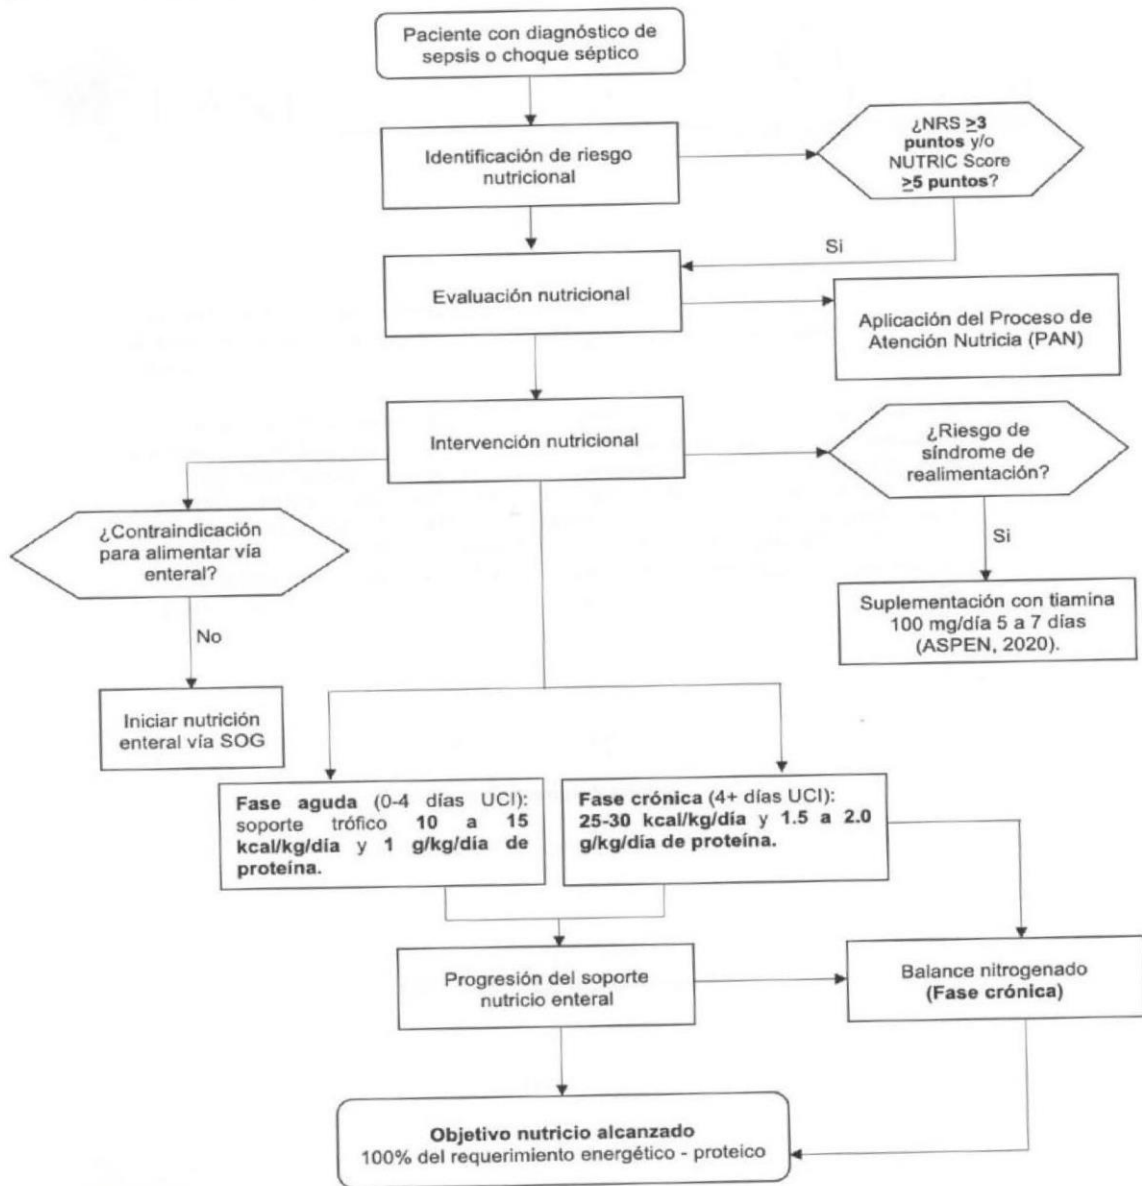 Paciente con diagnóstico de
sepsis o choque séptico
Identificación de riesgo
nutricional
¿NRS ≥3
puntos y/o
NUTRIC Score
≥5 puntos?
Si
Evaluación nutricional
Aplicación del Proceso de
Atención Nutricia (PAN)
Intervención nutricional
¿Riesgo de
síndrome de
realimentación?
Si
Suplementación con tiamina
100 mg/día 5 a 7 días
(ASPEN, 2020).
¿Contraindicación
para alimentar vía
enteral?
No
Iniciar nutrición
enteral vía SOG
Fase aguda (0-4 días UCI):
soporte trófico 10 a 15
kcal/kg/día y 1 g/kg/día de
proteína.
Fase crónica (4+ días UCI):
25-30 kcal/kg/día y 1.5 a 2.0
g/kg/día de proteína.
Progresión del soporte
nutricio enteral
Balance nitrogenado
(Fase crónica)
Objetivo nutricio alcanzado
100% del requerimiento energético - proteico